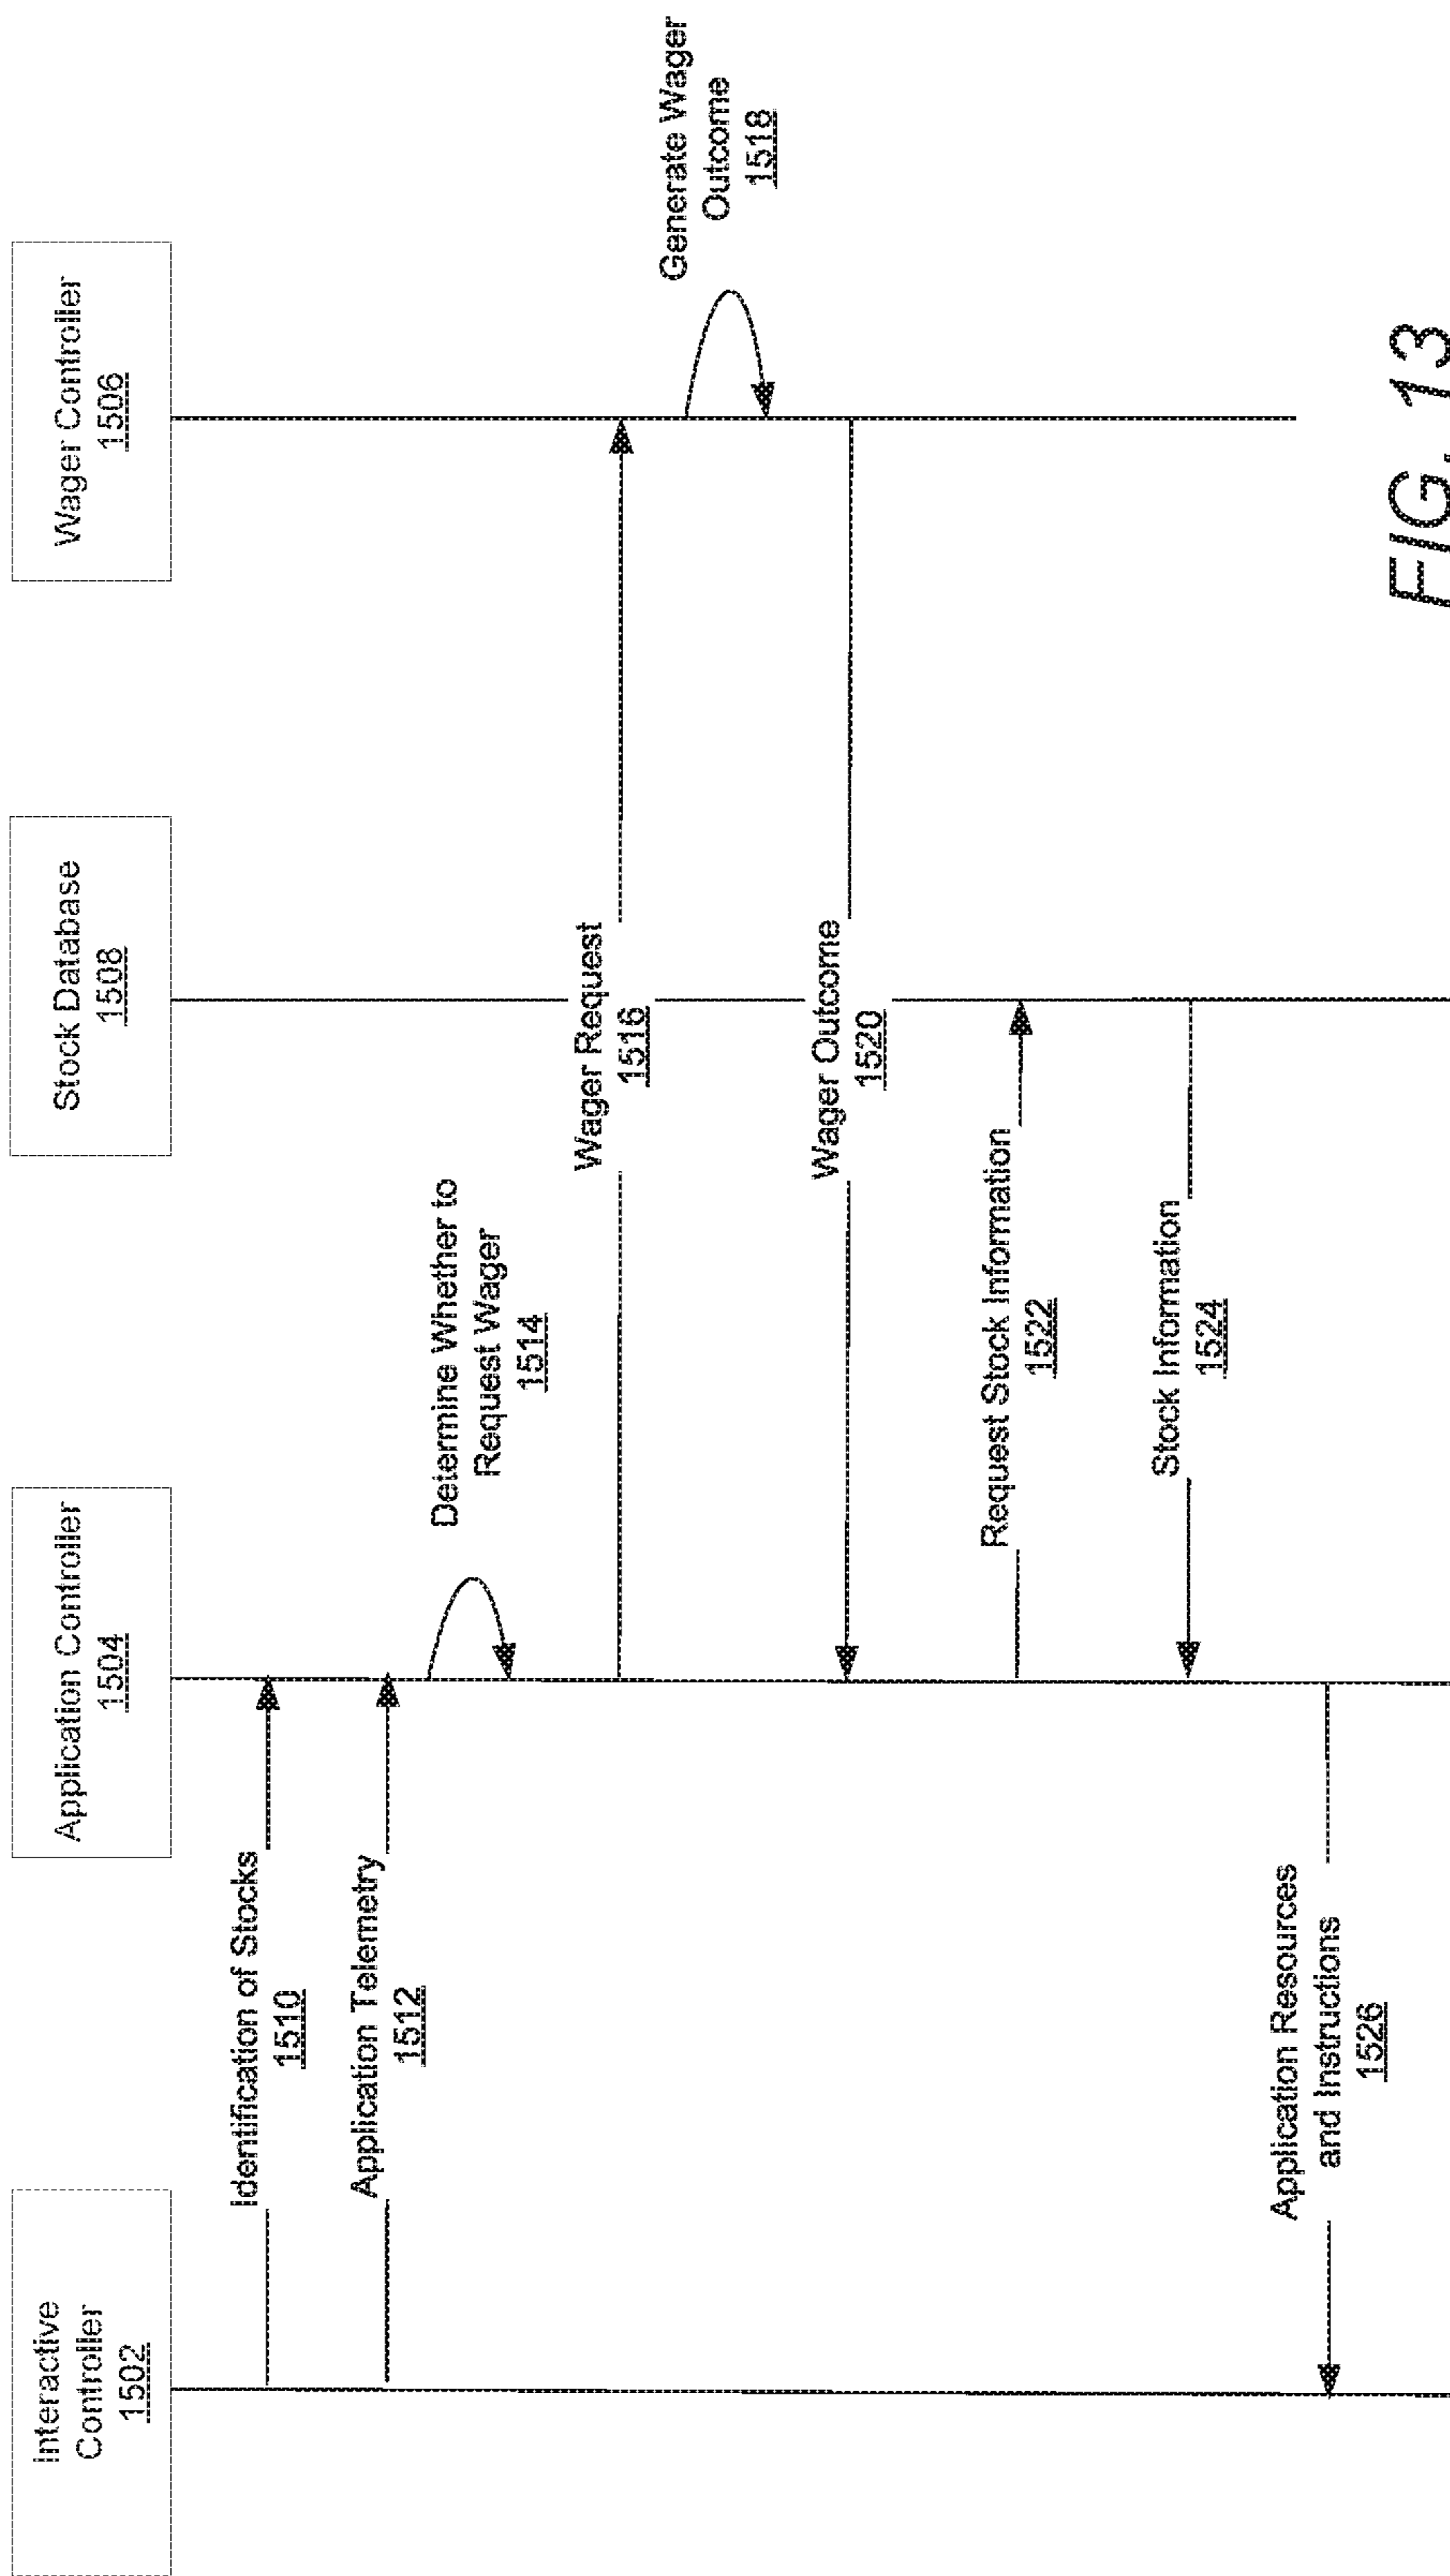 Interactive
Controller
1502
Application Controller
1504
Stock Database
1508
Wager Controller
1506
Identification of Stocks
1510
Application Telemetry
1512
Determine Whether to
Request Wager
1514
Wager Request
1516
Generate Wager
Outcome
1518
Wager Outcome
1520
Request Stock Information
1522
Stock Information
1524
Application Resources
and Instructions
1526
FIG. 13